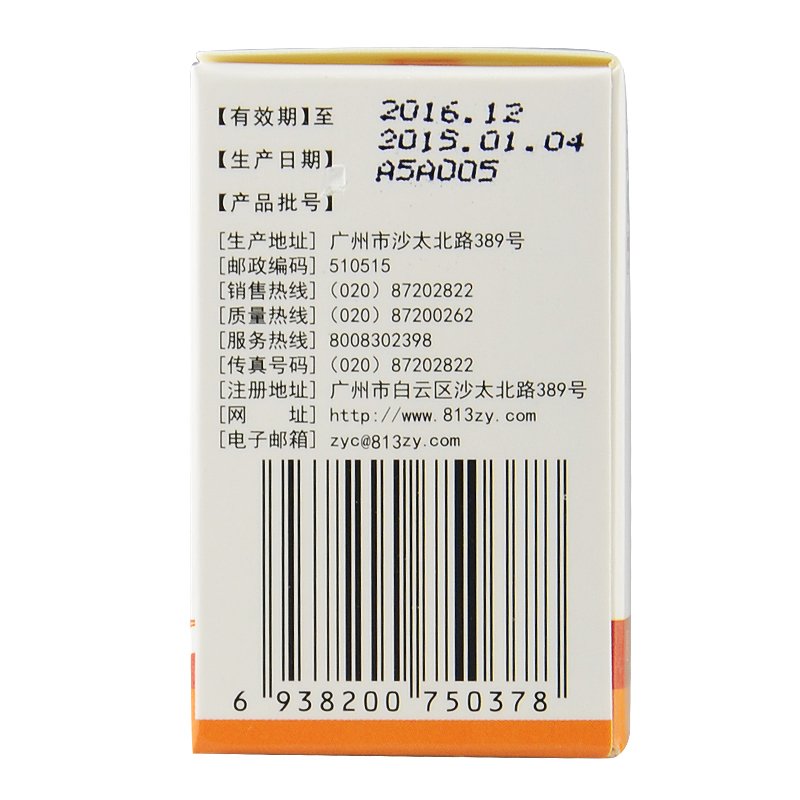 【有效期】至 2016.12
【生产日期】 2015.01.04
【产品批号】 A5A005
[生产地址] 广州市沙太北路389号
[邮政编码] 510515
[销售热线] (020) 87202822
[质量热线] (020) 87200262
[服务热线] 8008302398
[传真号码] (020) 87202822
[注册地址] 广州市白云区沙太北路389号
[网 址] http://www.813zy.com
[电子邮箱] zyc@813zy.com
6 938200 750378